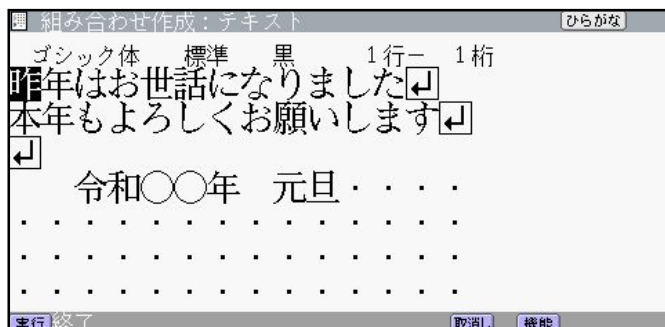 組み合わせ作成：テキスト ひらがな
ゴシック体 標準 黒 1行－ 1桁
昨年はお世話になりました↵
本年もよろしくお願いします↵
↵
令和○○年 元旦・・・・
・・・・・・・・・・・・・・
・・・・・・・・・・・・・・
・・・・・・・・・・・・・・
実行 終了 取消し 機能